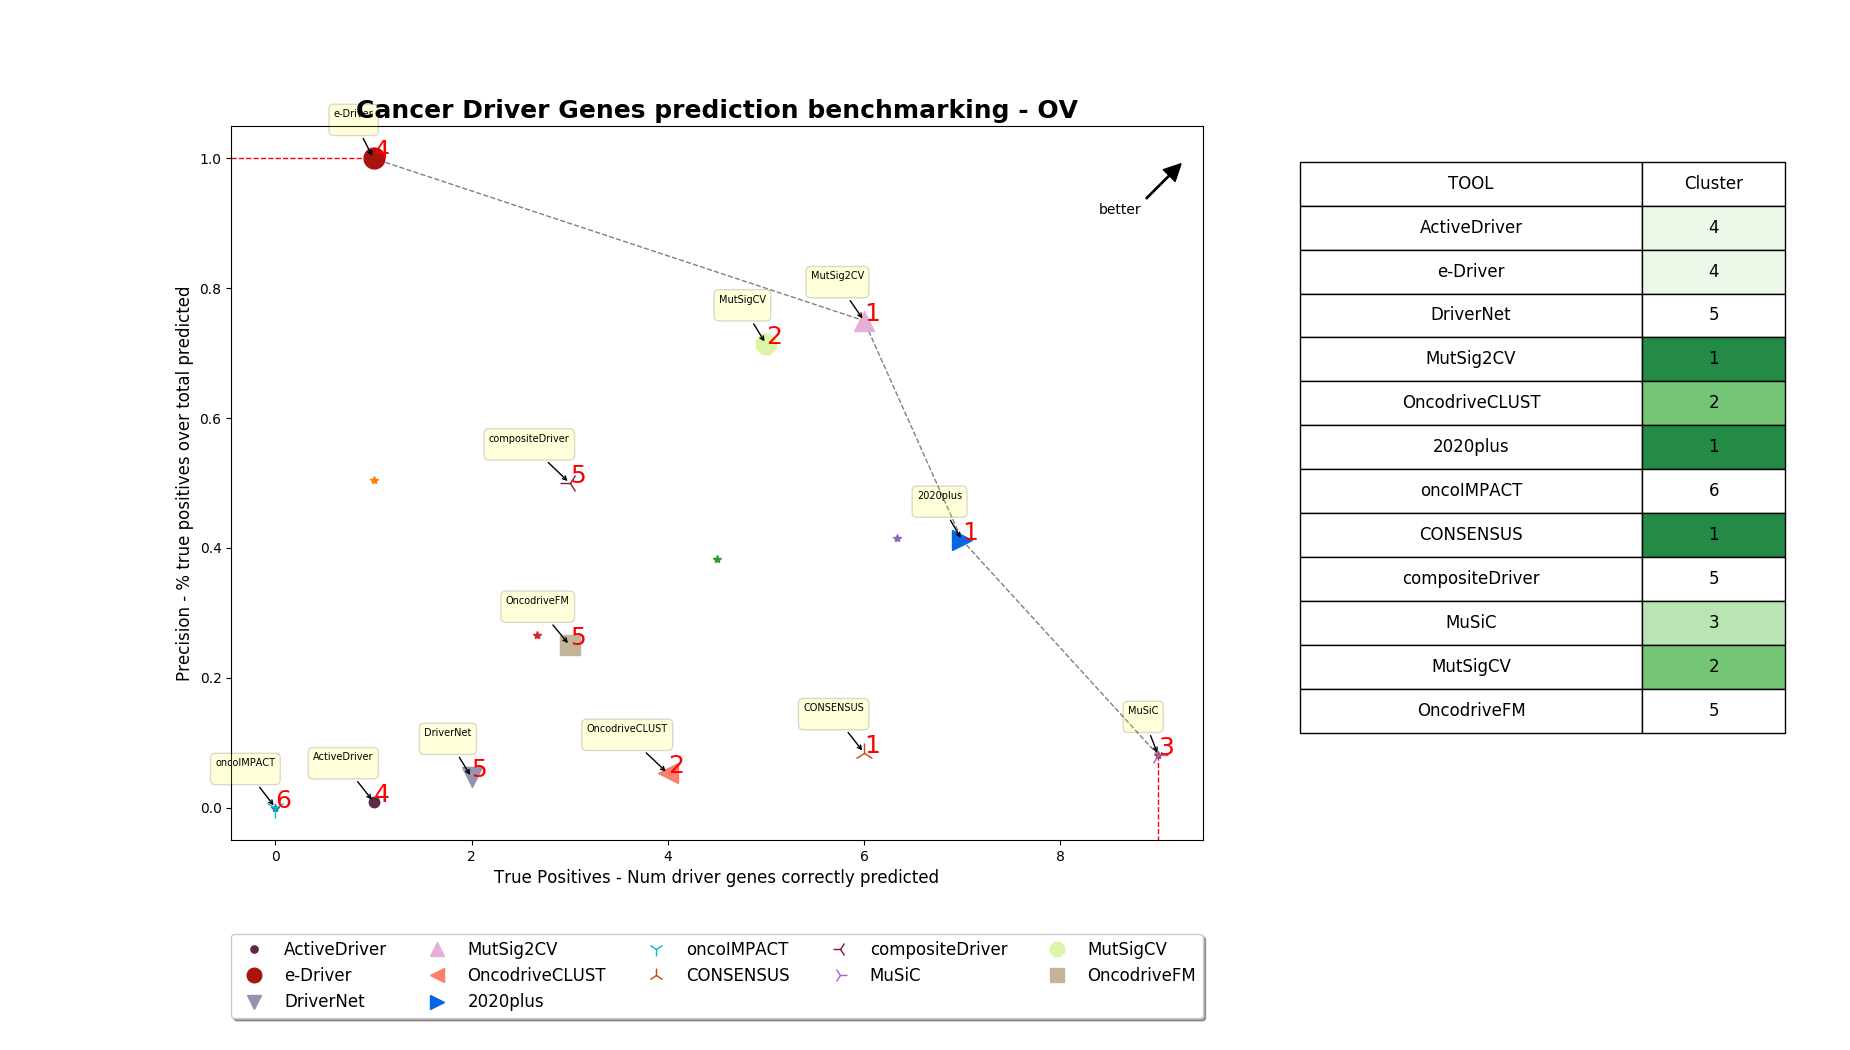 Cancer Driver Genes prediction benchmarking - OV
e-Driver
4
1.0
better
MutSig2CV
1
0.8
MutSigCV
2
0.6
compositeDriver
5
2020plus
1
0.4
OncodriveFM
5
0.2
CONSENSUS
1
MuSiC
3
OncodriveCLUST
2
DriverNet
5
ActiveDriver
4
oncoIMPACT
6
0.0
0 2 4 6 8
Precision - % true positives over total predicted
True Positives - Num driver genes correctly predicted
TOOL Cluster
ActiveDriver 4
e-Driver 4
DriverNet 5
MutSig2CV 1
OncodriveCLUST 2
2020plus 1
oncoIMPACT 6
CONSENSUS 1
compositeDriver 5
MuSiC 3
MutSigCV 2
OncodriveFM 5
ActiveDriver MutSig2CV oncoIMPACT compositeDriver MutSigCV
e-Driver OncodriveCLUST CONSENSUS MuSiC OncodriveFM
DriverNet 2020plus